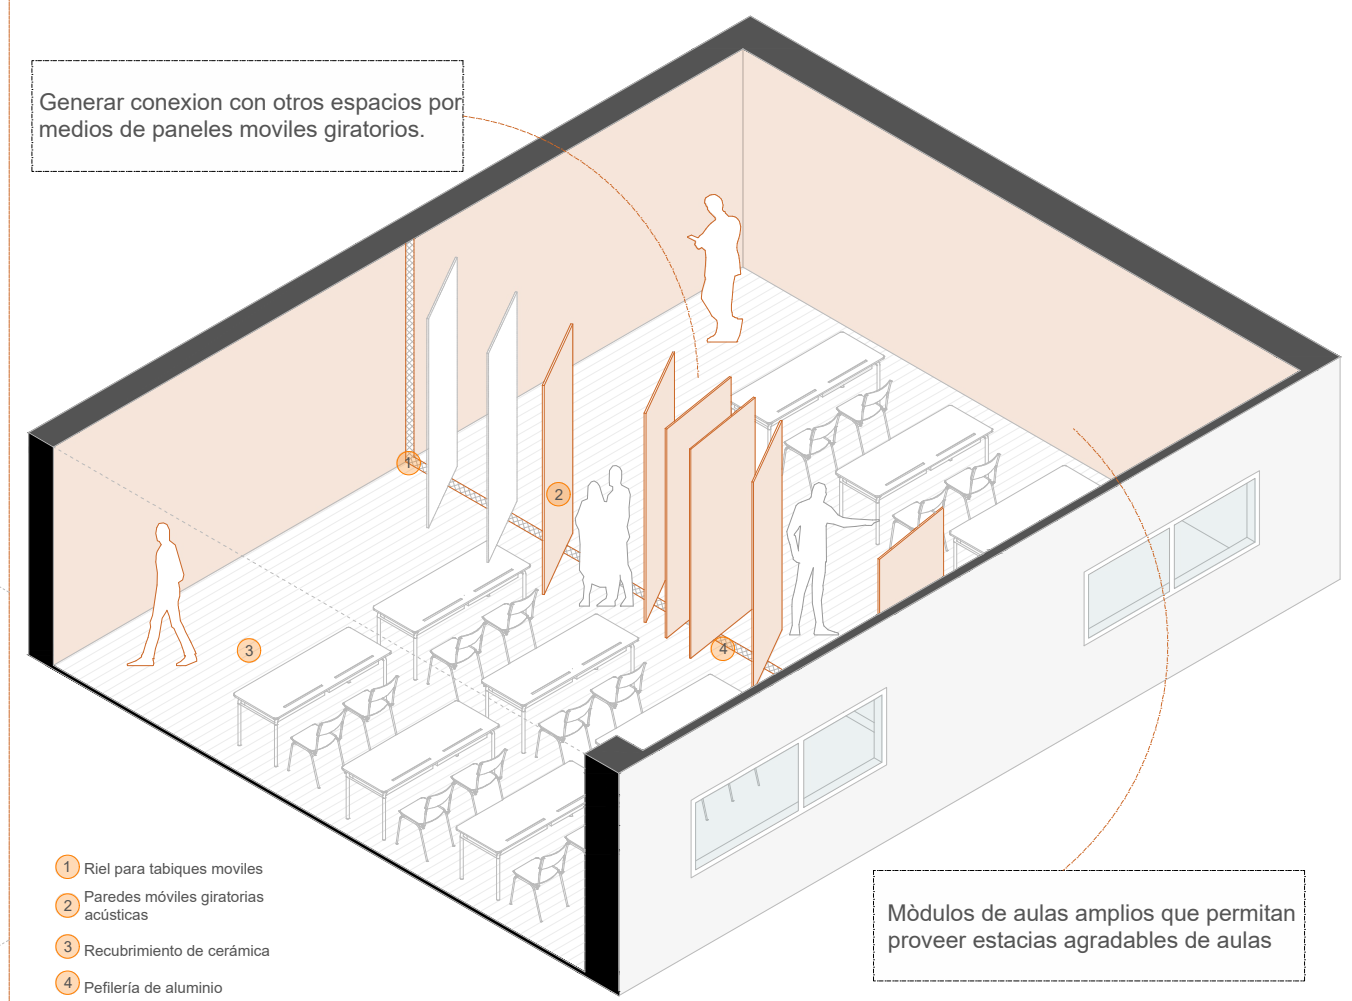 Generar conexion con otros espacios por
medios de paneles moviles giratorios.
1
2
3
4
1 Riel para tabiques moviles
2 Paredes móviles giratorias
acústicas
3 Recubrimiento de cerámica
4 Pefilería de aluminio
Mòdulos de aulas amplios que permitan
proveer estacias agradables de aulas